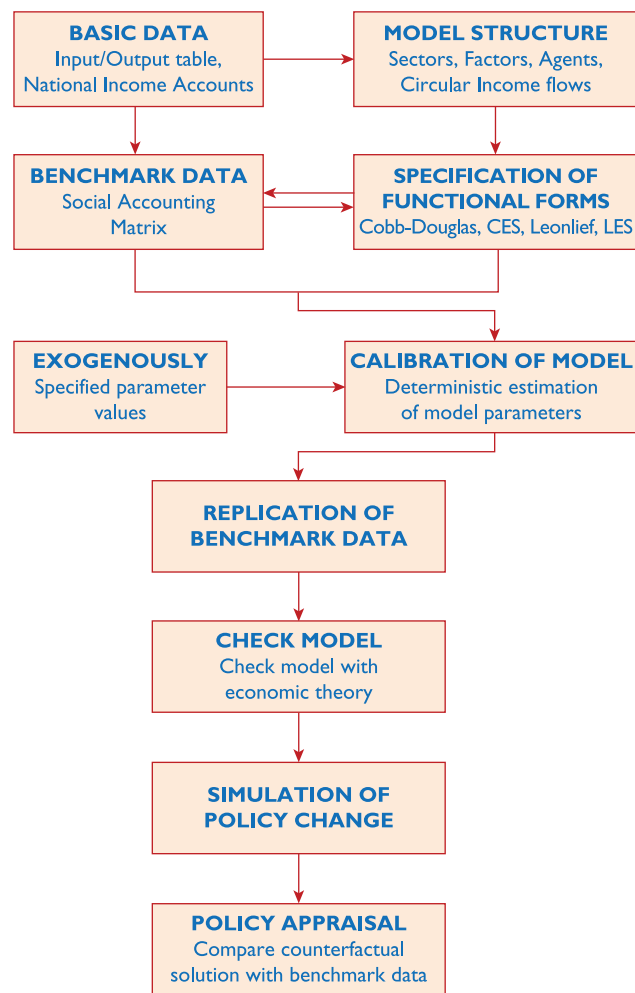 BASIC DATA
Input/Output table,
National Income Accounts
MODEL STRUCTURE
Sectors, Factors, Agents,
Circular Income flows
BENCHMARK DATA
Social Accounting
Matrix
SPECIFICATION OF
FUNCTIONAL FORMS
Cobb-Douglas, CES, Leonlief, LES
EXOGENOUSLY
Specified parameter
values
CALIBRATION OF MODEL
Deterministic estimation
of model parameters
REPLICATION OF
BENCHMARK DATA
CHECK MODEL
Check model with
economic theory
SIMULATION OF
POLICY CHANGE
POLICY APPRAISAL
Compare counterfactual
solution with benchmark data